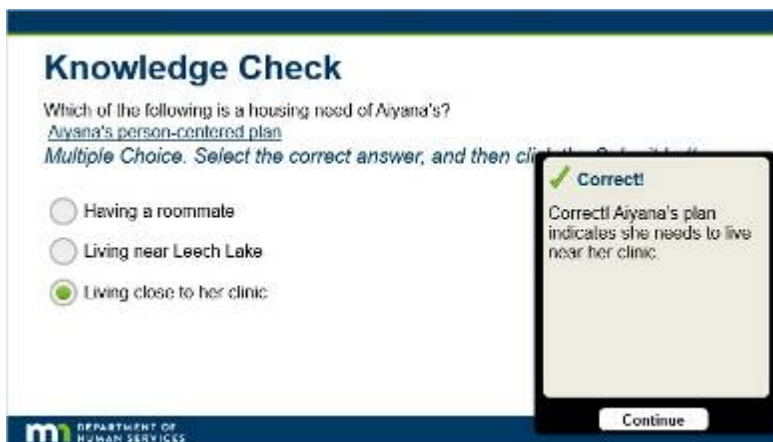 Knowledge Check
Which of the following is a housing need of Aiyana's?
Aiyana's person-centered plan
Multiple Choice. Select the correct answer, and then click the
Having a roommate
Living near Leech Lake
Living close to her clinic
Correct!
Correct! Aiyana's plan
indicates she needs to live
near her clinic.
Continue
DEPARTMENT OF
HUMAN SERVICES